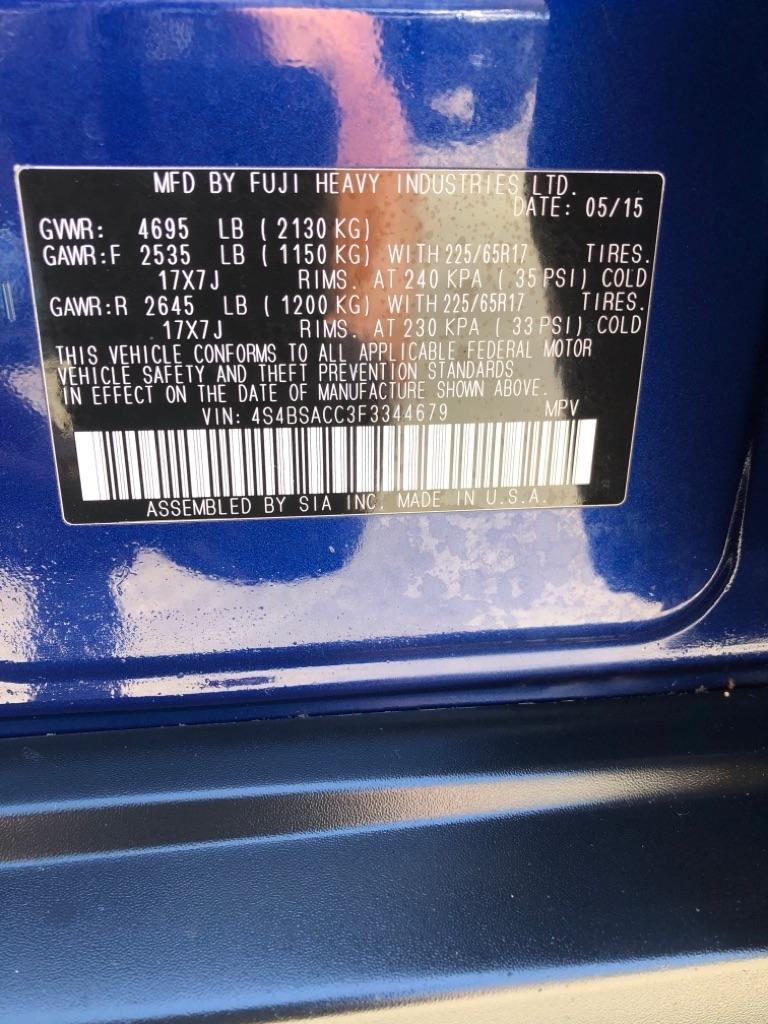 MFD BY FUJI HEAVY INDUSTRIES LTD.
DATE: 05/15
GVWR: 4695 LB ( 2130 KG)
GAWR:F 2535 LB ( 1150 KG) WITH 225/65R17 TIRES.
17X7J RIMS. AT 240 KPA ( 35 PSI) COLD
GAWR:R 2645 LB ( 1200 KG) WITH 225/65R17 TIRES.
17X7J RIMS. AT 230 KPA ( 33 PSI) COLD
THIS VEHICLE CONFORMS TO ALL APPLICABLE FEDERAL MOTOR
VEHICLE SAFETY AND THEFT PREVENTION STANDARDS
IN EFFECT ON THE DATE OF MANUFACTURE SHOWN ABOVE.
VIN: 4S4BSACC3F3344679 MPV
ASSEMBLED BY SIA INC. MADE IN U.S.A.